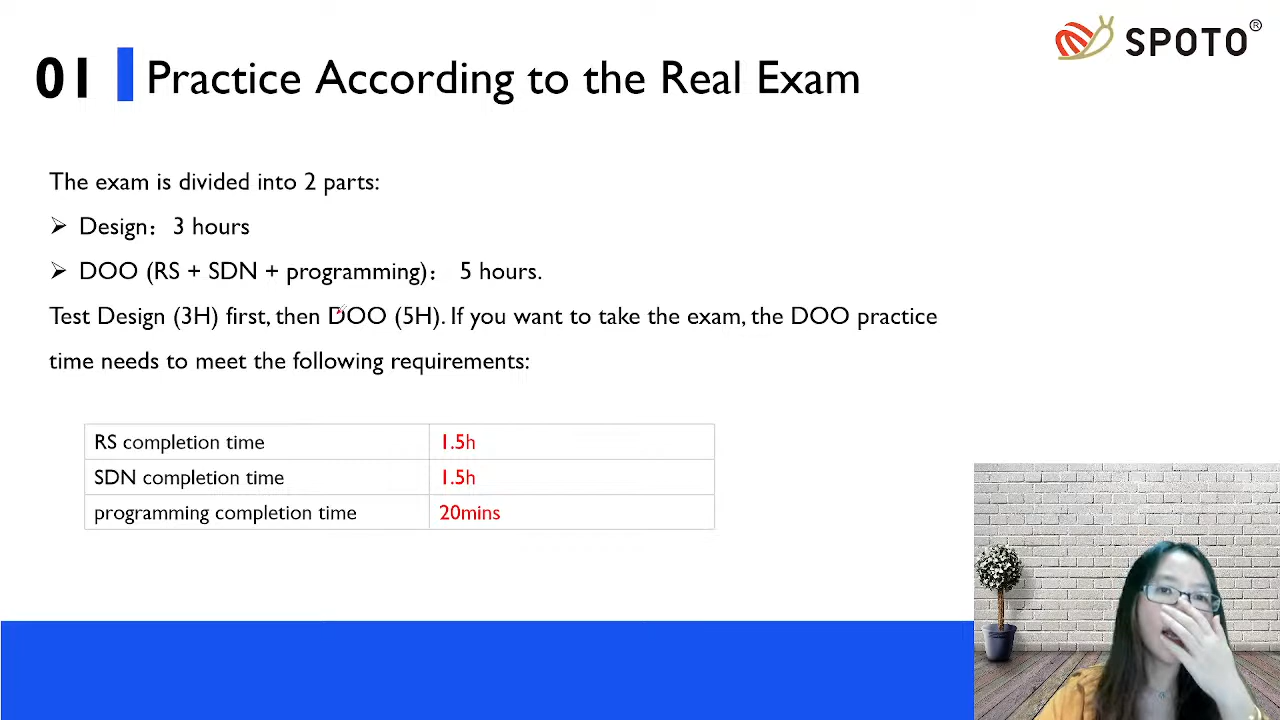 SPOTO®
01 Practice According to the Real Exam
The exam is divided into 2 parts:
➢ Design：3 hours
➢ DOO (RS + SDN + programming)： 5 hours.
Test Design (3H) first, then DOO (5H). If you want to take the exam, the DOO practice
time needs to meet the following requirements:
RS completion time 1.5h
SDN completion time 1.5h
programming completion time 20mins